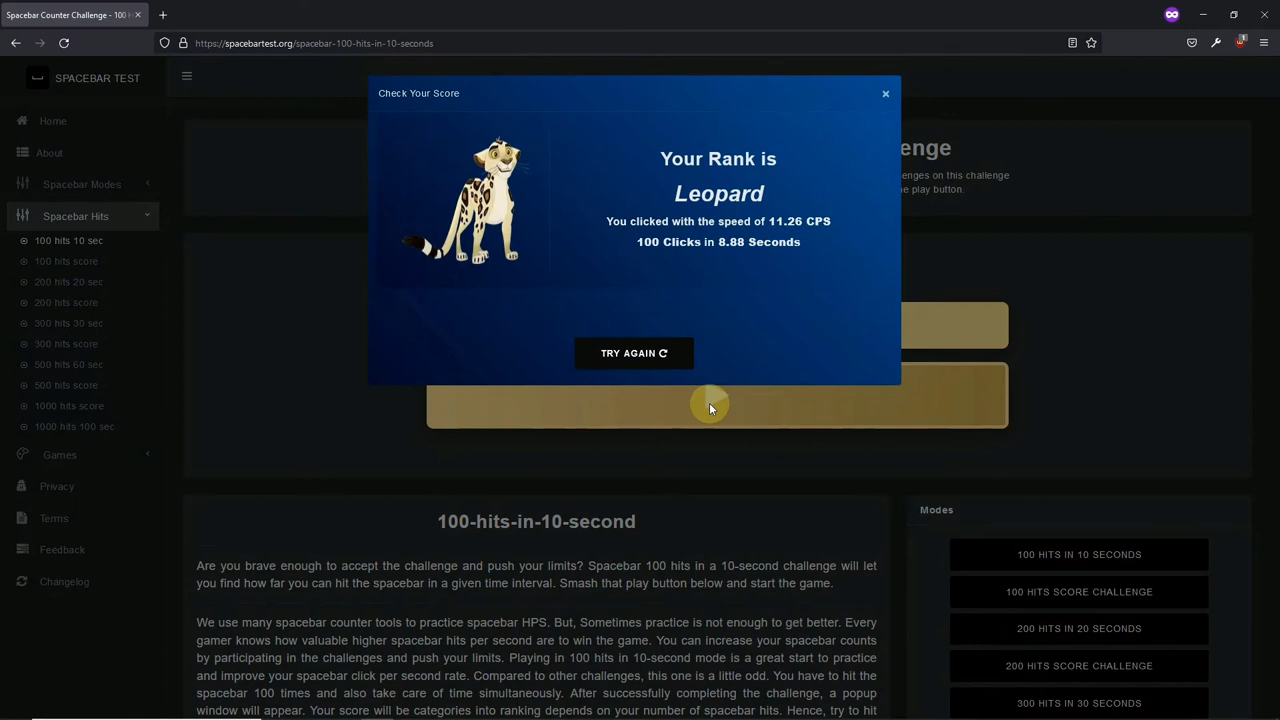 Spacebar Counter Challenge - 100
https://spacebartest.org/spacebar-100-hits-in-10-seconds
1
SPACEBAR TEST
Home
About
Spacebar Modes
Spacebar Hits
100 hits 10 sec
100 hits score
200 hits 20 sec
200 hits score
300 hits 30 sec
300 hits score
500 hits 60 sec
500 hits score
1000 hits score
1000 hits 100 sec
Games
Privacy
Terms
Feedback
Changelog
Check Your Score
Your Rank is
Leopard
You clicked with the speed of 11.26 CPS
100 Clicks in 8.88 Seconds
TRY AGAIN
enge
enges on this challenge
e play button.
100-hits-in-10-second
Are you brave enough to accept the challenge and push your limits? Spacebar 100 hits in a 10-second challenge will let
you find how far you can hit the spacebar in a given time interval. Smash that play button below and start the game.
We use many spacebar counter tools to practice spacebar HPS. But, Sometimes practice is not enough to get better. Every
gamer knows how valuable higher spacebar hits per second are to win the game. You can increase your spacebar counts
by participating in the challenges and push your limits. Playing in 100 hits in 10-second mode is a great start to practice
and improve your spacebar click per second rate. Compared to other challenges, this one is a little odd. You have to hit the
spacebar 100 times and also take care of time simultaneously. After successfully completing the challenge, a popup
window will appear. Your score will be categories into ranking depends on your number of spacebar hits. Hence, try to hit
Modes
100 HITS IN 10 SECONDS
100 HITS SCORE CHALLENGE
200 HITS IN 20 SECONDS
200 HITS SCORE CHALLENGE
300 HITS IN 30 SECONDS